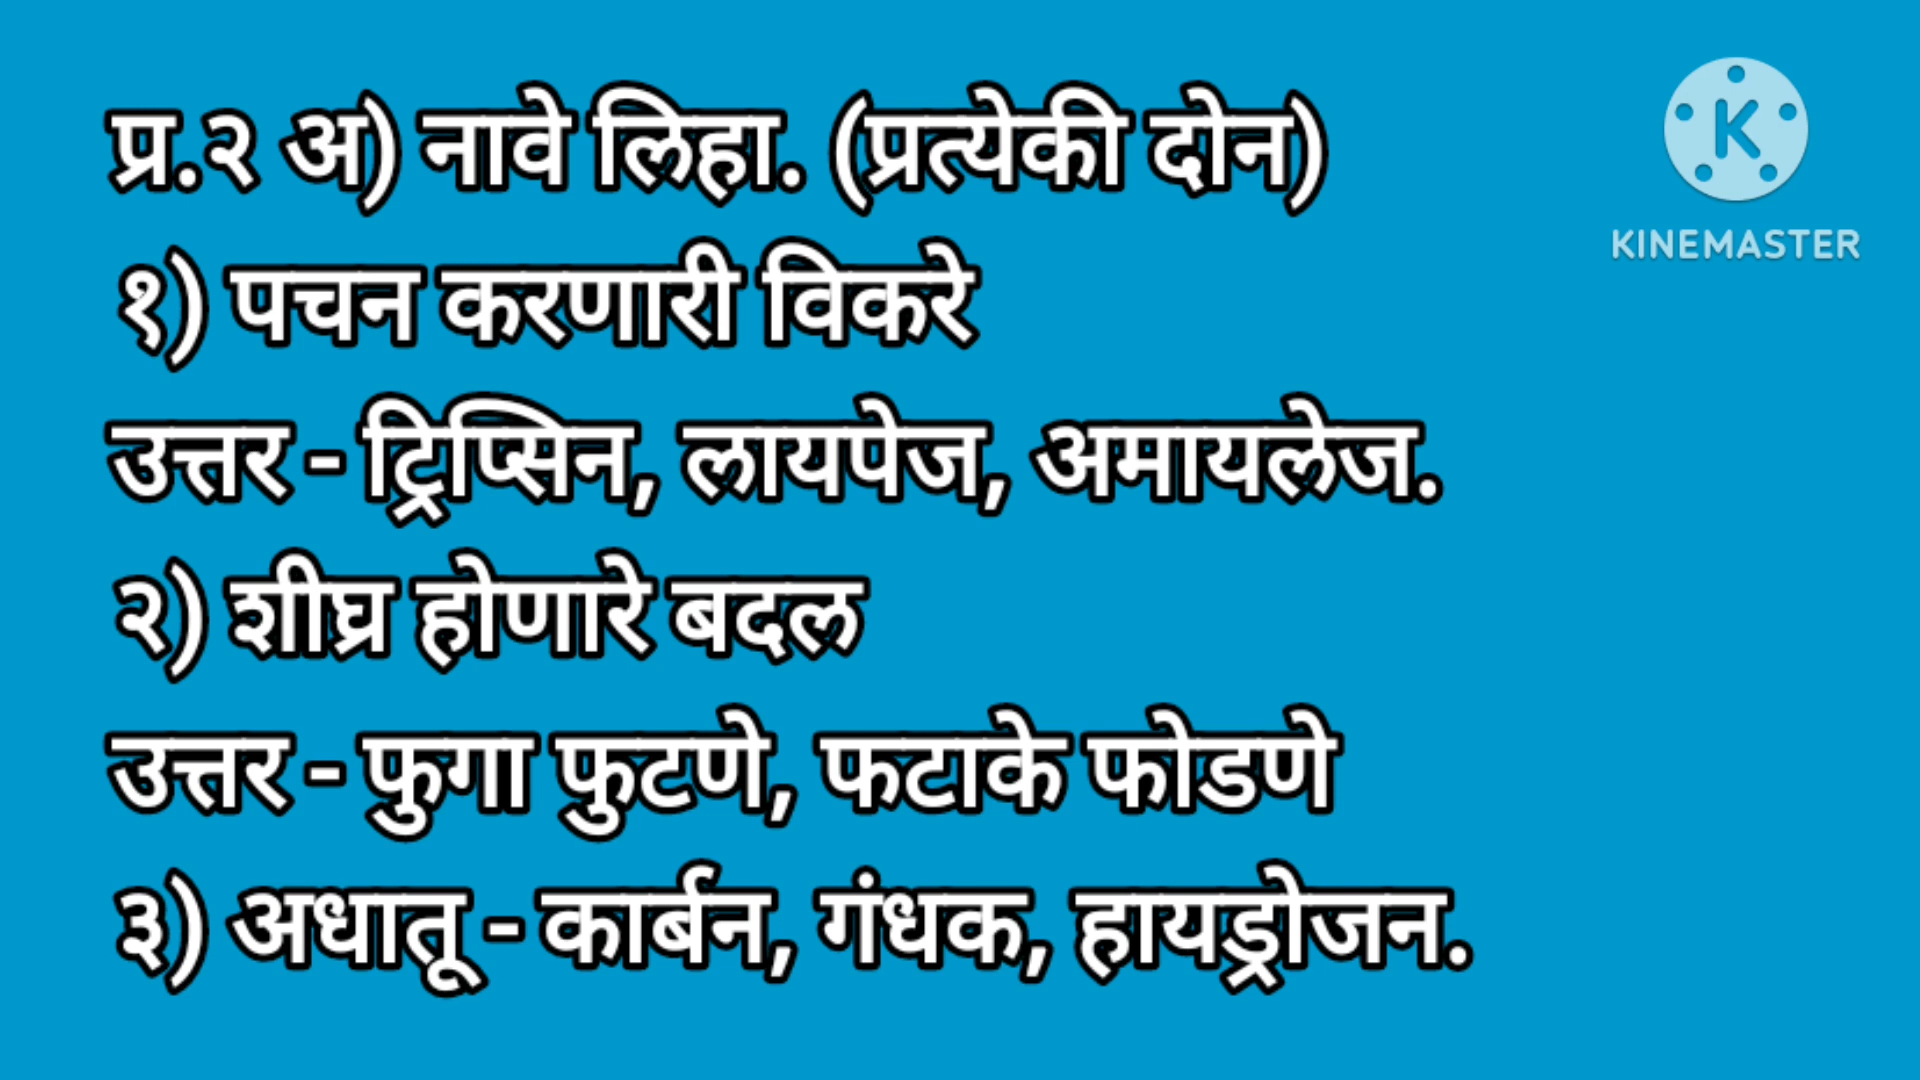 प्र.२ अ) नावे लिहा. (प्रत्येकी दोन)
१) पचन करणारी विकरे
उत्तर - ट्रिप्सिन, लायपेज, अमायलेज.
२) शीघ्र होणारे बदल
उत्तर - फुगा फुटणे, फटाके फोडणे
३) अधातू - कार्बन, गंधक, हायड्रोजन.
K
KINEMASTER